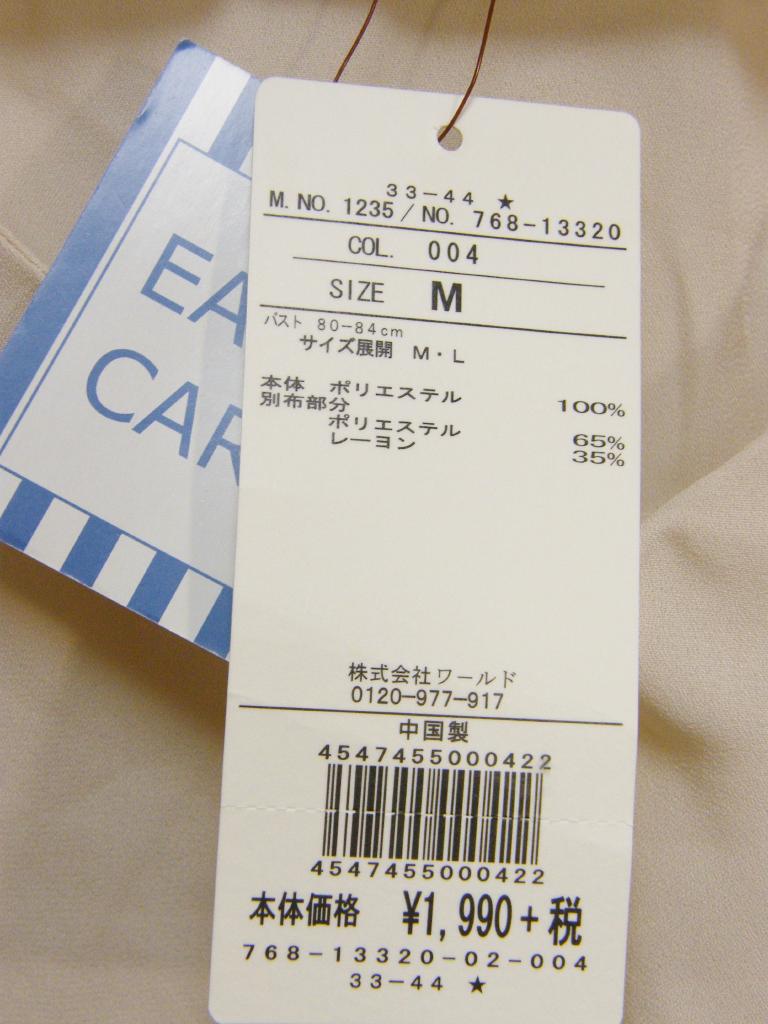 EA
CAR
33-44 ★
M. NO. 1235 / NO. 768-13320
COL. 004
SIZE M
バスト 80-84cm
サイズ展開 M・L
本体 ポリエステル 100%
別布部分
ポリエステル 65%
レーヨン 35%
株式会社ワールド
0120-977-917
中国製
4547455000422
4547455000422
本体価格 ¥1,990+税
768-13320-02-004
33-44 ★